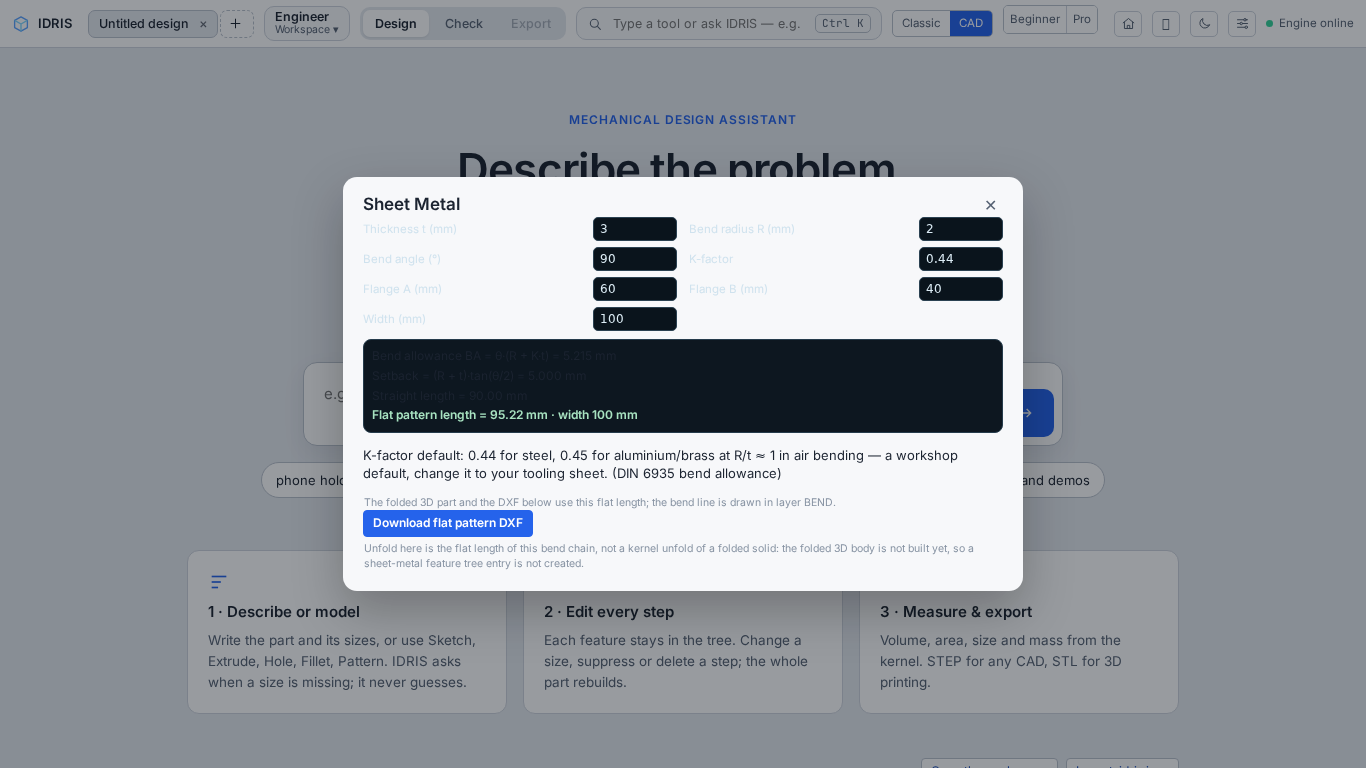 IDRIS
Untitled design ×
+
Engineer
Workspace ▾
Design
Check
Export
Type a tool or ask IDRIS — e.g.
Ctrl K
Classic
CAD
Beginner
Pro
Engine online
MECHANICAL DESIGN ASSISTANT
Describe the problem
Sheet Metal
×
Thickness t (mm) 3 Bend radius R (mm) 2
Bend angle (°) 90 K-factor 0.44
Flange A (mm) 60 Flange B (mm) 40
Width (mm) 100
Bend allowance BA = θ·(R + K·t) = 5.215 mm
Setback = (R + t)·tan(θ/2) = 5.000 mm
Straight length = 90.00 mm
Flat pattern length = 95.22 mm · width 100 mm
K-factor default: 0.44 for steel, 0.45 for aluminium/brass at R/t ≈ 1 in air bending — a workshop
default, change it to your tooling sheet. (DIN 6935 bend allowance)
The folded 3D part and the DXF below use this flat length; the bend line is drawn in layer BEND.
Download flat pattern DXF
Unfold here is the flat length of this bend chain, not a kernel unfold of a folded solid: the folded 3D body is not built yet, so a
sheet-metal feature tree entry is not created.
e.g
→
phone hold
and demos
1 · Describe or model
Write the part and its sizes, or use Sketch,
Extrude, Hole, Fillet, Pattern. IDRIS asks
when a size is missing; it never guesses.
2 · Edit every step
Each feature stays in the tree. Change a
size, suppress or delete a step; the whole
part rebuilds.
3 · Measure & export
Volume, area, size and mass from the
kernel. STEP for any CAD, STL for 3D
printing.